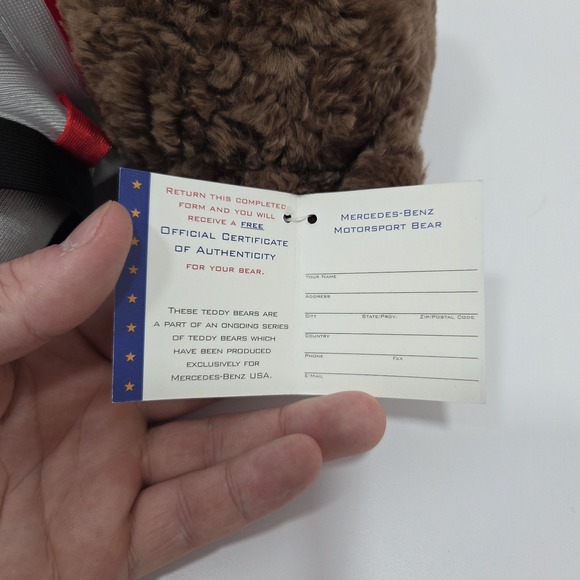 Return this completed
form and you will
receive a free
Official Certificate
of Authenticity
for your bear.
These teddy bears are
a part of an ongoing series
of teddy bears which
have been produced
exclusively for
Mercedes-Benz USA.
Mercedes-Benz
Motorsport Bear
Your Name
Address
City State/Prov. Zip/Postal Code
Country
Phone Fax
E-Mail